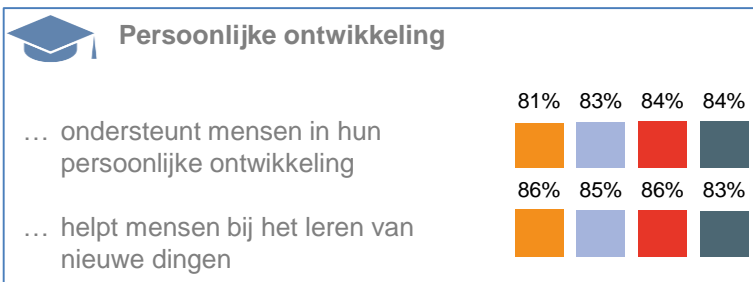 Persoonlijke ontwikkeling
81% 83% 84% 84%
… ondersteunt mensen in hun
persoonlijke ontwikkeling
86% 85% 86% 83%
… helpt mensen bij het leren van
nieuwe dingen